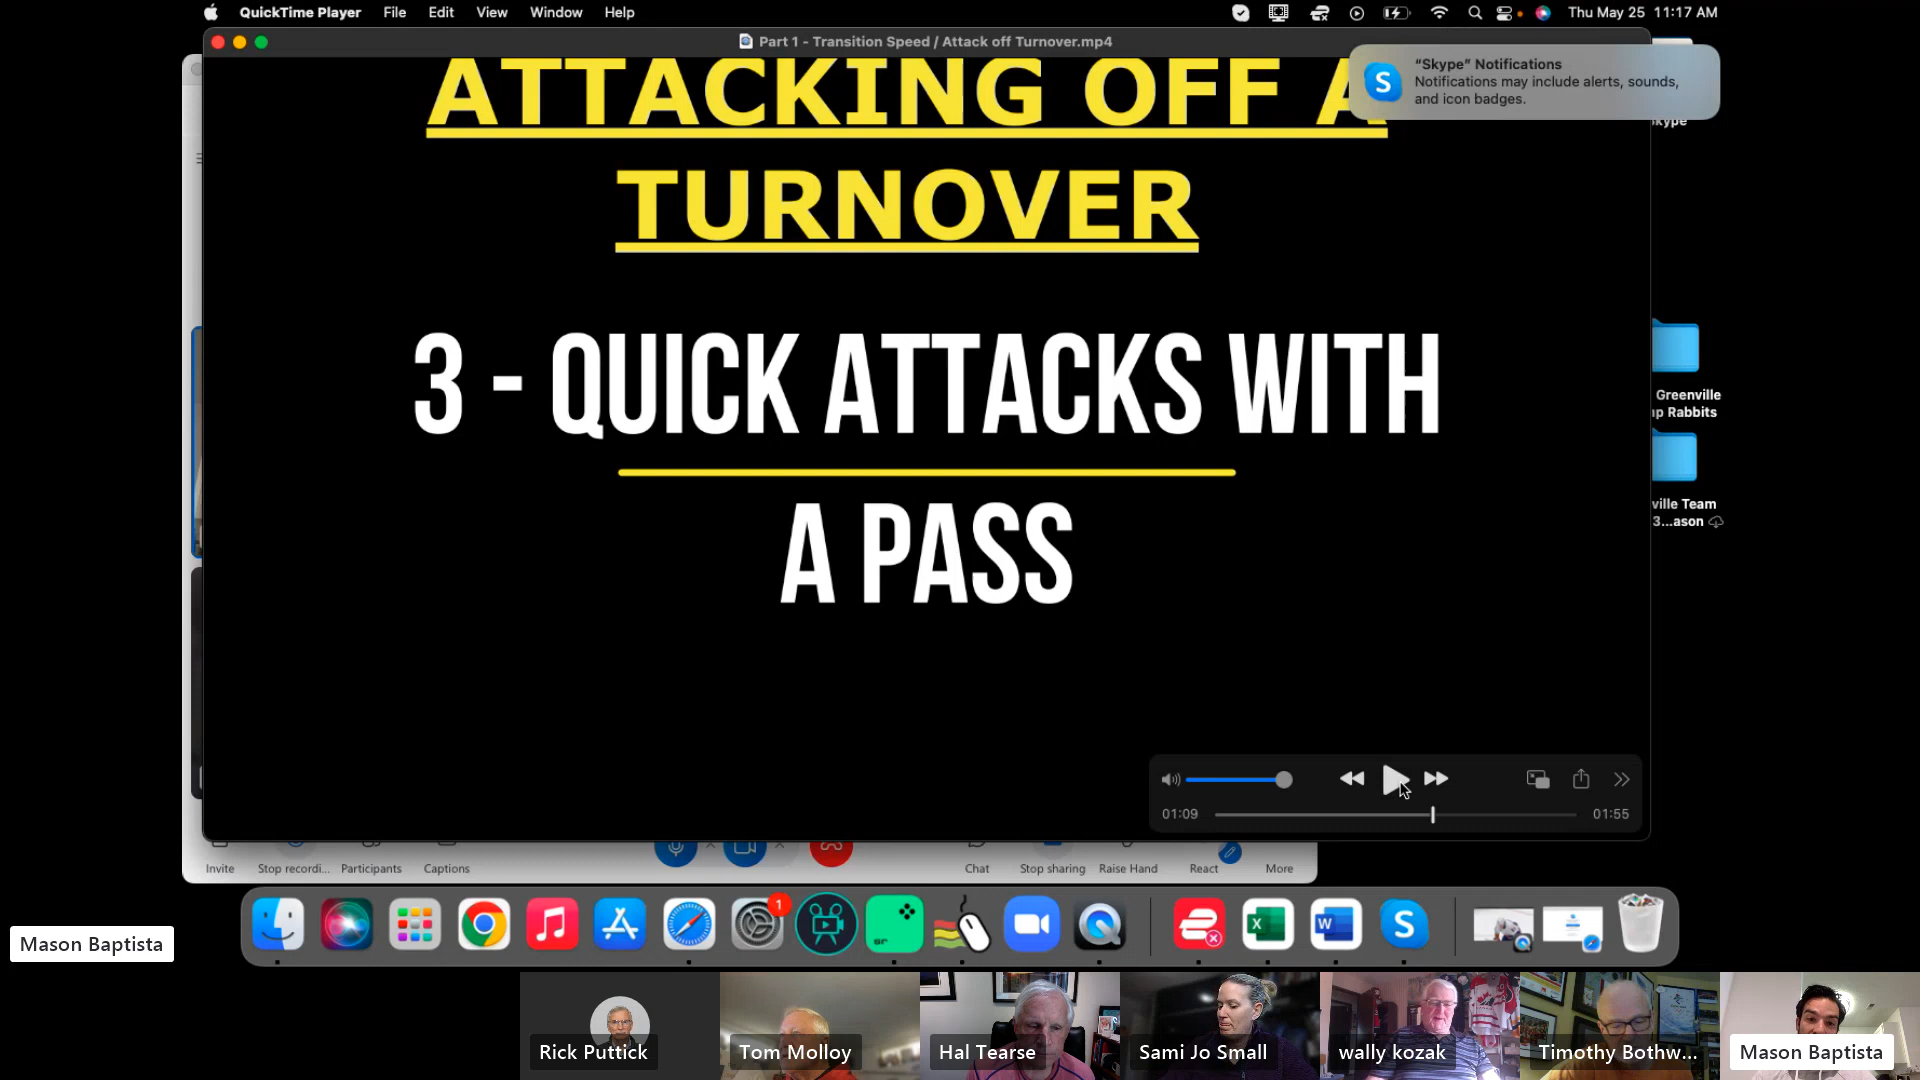 QuickTime Player File Edit View Window Help Thu May 25 11:17 AM
Part 1 - Transition Speed / Attack off Turnover.mp4
"Skype" Notifications
Notifications may include alerts, sounds,
and icon badges.
ATTACKING OFF A
TURNOVER
3 - QUICK ATTACKS WITH
A PASS
Greenville
Rabbits
Team
01:09 01:55
Invite Stop recordi... Participants Captions Chat Stop sharing Raise Hand React More
1
sr
X
W
S
Mason Baptista
Rick Puttick
Tom Molloy
Hal Tearse
Sami Jo Small
wally kozak
Timothy Bothw...
Mason Baptista